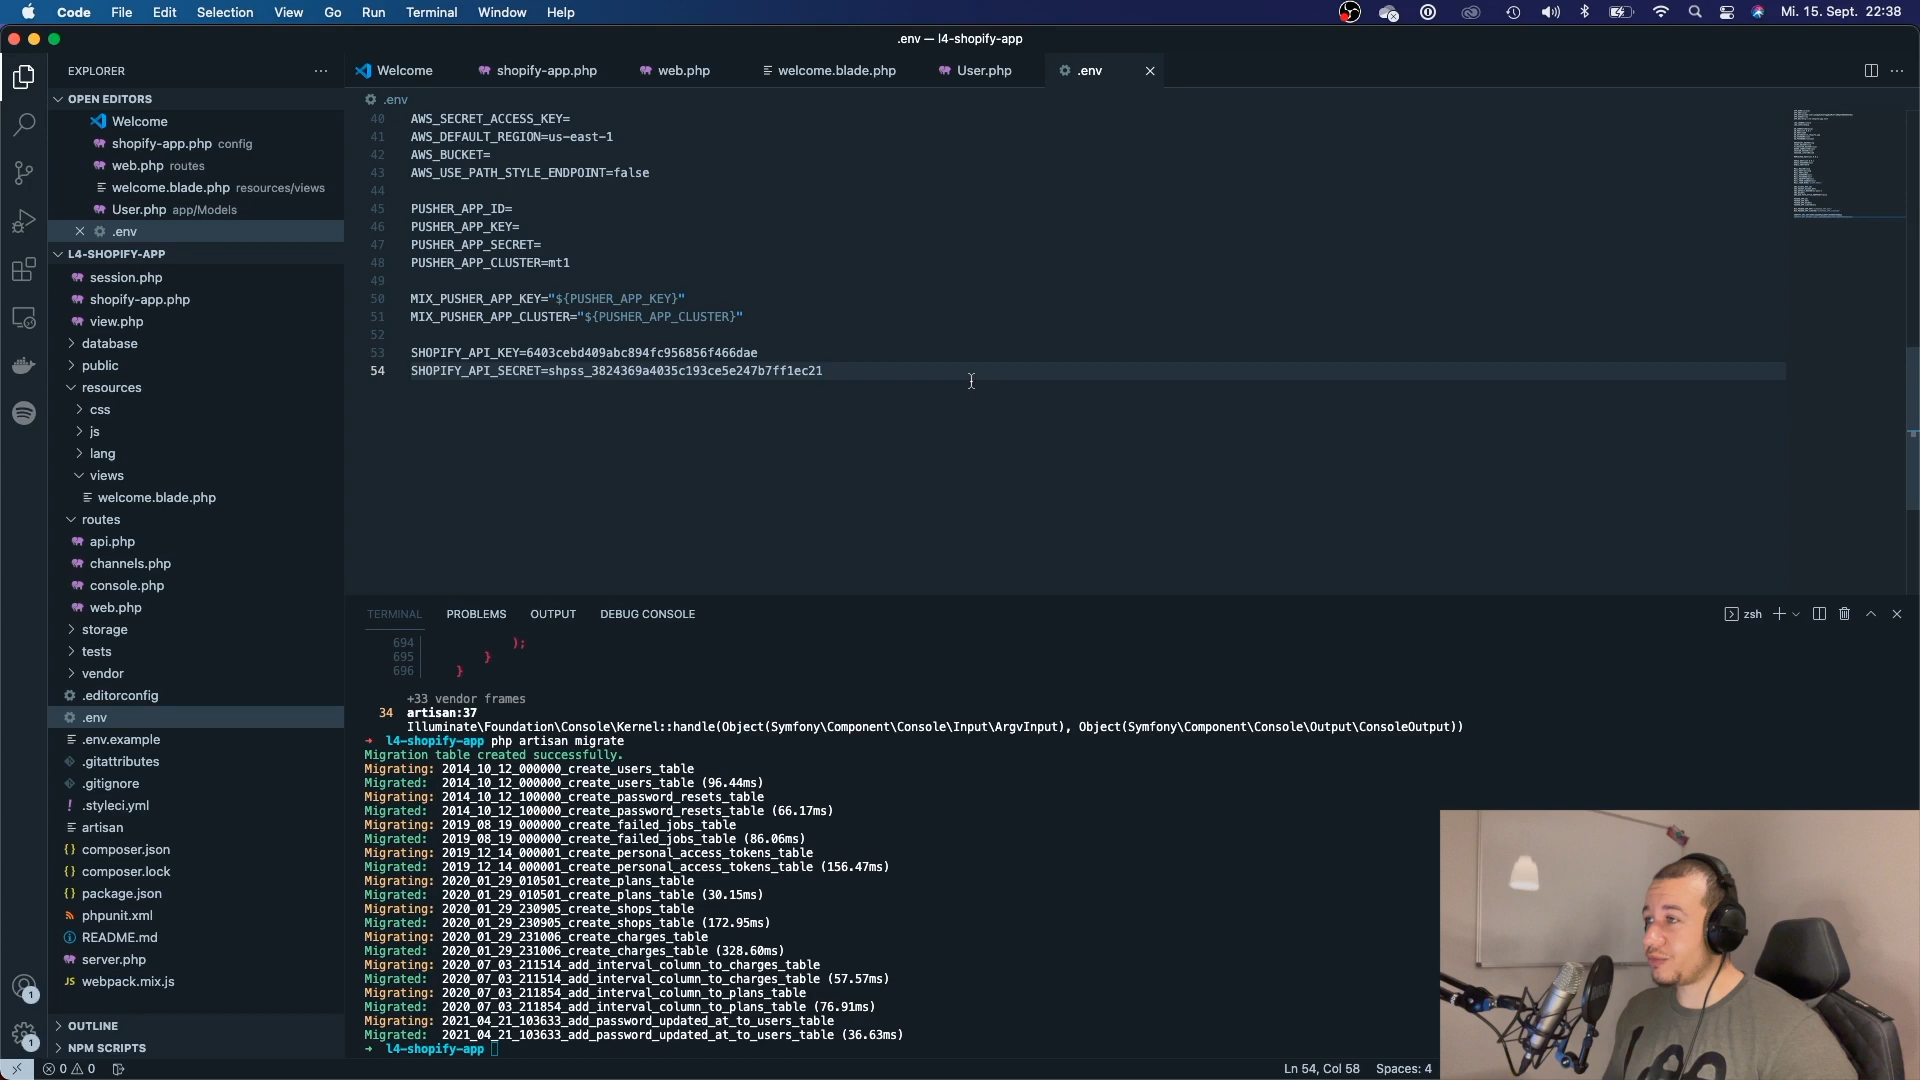 Code File Edit Selection View Go Run Terminal Window Help
Mi. 15. Sept. 22:38
.env — l4-shopify-app
EXPLORER
Welcome
shopify-app.php
web.php
welcome.blade.php
User.php
.env
OPEN EDITORS
Welcome
shopify-app.php config
web.php routes
welcome.blade.php resources/views
User.php app/Models
.env
L4-SHOPIFY-APP
session.php
shopify-app.php
view.php
database
public
resources
css
js
lang
views
welcome.blade.php
routes
api.php
channels.php
console.php
web.php
storage
tests
vendor
.editorconfig
.env
.env.example
.gitattributes
.gitignore
.styleci.yml
artisan
composer.json
composer.lock
package.json
phpunit.xml
README.md
server.php
webpack.mix.js
OUTLINE
NPM SCRIPTS
.env
40 AWS_SECRET_ACCESS_KEY=
41 AWS_DEFAULT_REGION=us-east-1
42 AWS_BUCKET=
43 AWS_USE_PATH_STYLE_ENDPOINT=false
44
45 PUSHER_APP_ID=
46 PUSHER_APP_KEY=
47 PUSHER_APP_SECRET=
48 PUSHER_APP_CLUSTER=mt1
49
50 MIX_PUSHER_APP_KEY="${PUSHER_APP_KEY}"
51 MIX_PUSHER_APP_CLUSTER="${PUSHER_APP_CLUSTER}"
52
53 SHOPIFY_API_KEY=6403cebd409abc894fc956856f466dae
54 SHOPIFY_API_SECRET=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
TERMINAL PROBLEMS OUTPUT DEBUG CONSOLE
zsh
694 );
695 }
696 }
+33 vendor frames
34 artisan:37
Illuminate\Foundation\Console\Kernel::handle(Object(Symfony\Component\Console\Input\ArgvInput), Object(Symfony\Component\Console\Output\ConsoleOutput))
→ l4-shopify-app php artisan migrate
Migration table created successfully.
Migrating: 2014_10_12_000000_create_users_table
Migrated: 2014_10_12_000000_create_users_table (96.44ms)
Migrating: 2014_10_12_100000_create_password_resets_table
Migrated: 2014_10_12_100000_create_password_resets_table (66.17ms)
Migrating: 2019_08_19_000000_create_failed_jobs_table
Migrated: 2019_08_19_000000_create_failed_jobs_table (86.06ms)
Migrating: 2019_12_14_000001_create_personal_access_tokens_table
Migrated: 2019_12_14_000001_create_personal_access_tokens_table (156.47ms)
Migrating: 2020_01_29_010501_create_plans_table
Migrated: 2020_01_29_010501_create_plans_table (30.15ms)
Migrating: 2020_01_29_230905_create_shops_table
Migrated: 2020_01_29_230905_create_shops_table (172.95ms)
Migrating: 2020_01_29_231006_create_charges_table
Migrated: 2020_01_29_231006_create_charges_table (328.60ms)
Migrating: 2020_07_03_211514_add_interval_column_to_charges_table
Migrated: 2020_07_03_211514_add_interval_column_to_charges_table (57.57ms)
Migrating: 2020_07_03_211854_add_interval_column_to_plans_table
Migrated: 2020_07_03_211854_add_interval_column_to_plans_table (76.91ms)
Migrating: 2021_04_21_103633_add_password_updated_at_to_users_table
Migrated: 2021_04_21_103633_add_password_updated_at_to_users_table (36.63ms)
→ l4-shopify-app
1
1
0 0
Ln 54, Col 58 Spaces: 4